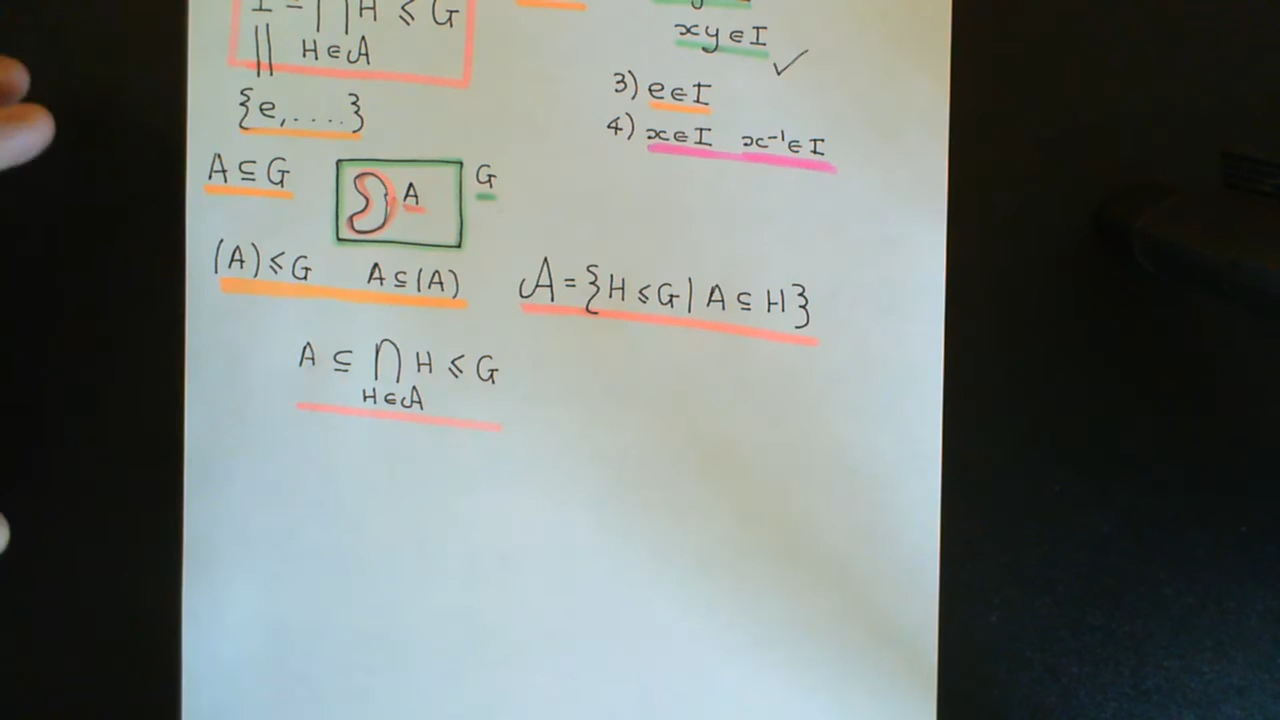 I = ⋂ H ⩽ G
|| H∈𝒜
{e,....}
xy∈I ✓
3) e∈I
4) x∈I x⁻¹∈I
A⊆G
A
G
(A)⩽G A⊆(A) 𝒜={H⩽G|A⊆H}
A ⊆ ⋂ H ⩽ G
H∈𝒜